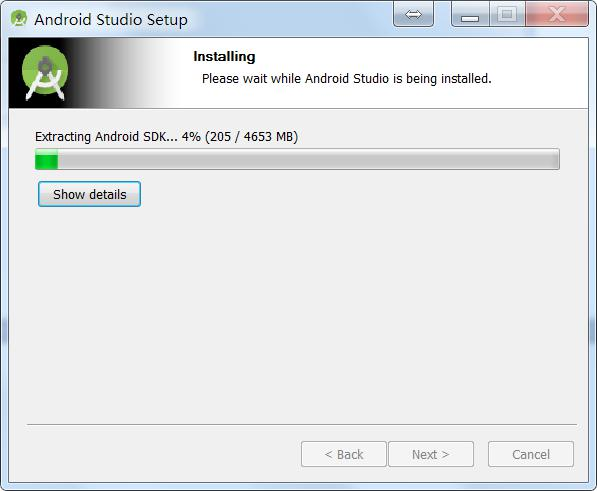 Android Studio Setup
Installing
Please wait while Android Studio is being installed.
Extracting Android SDK... 4% (205 / 4653 MB)
Show details
< Back
Next >
Cancel